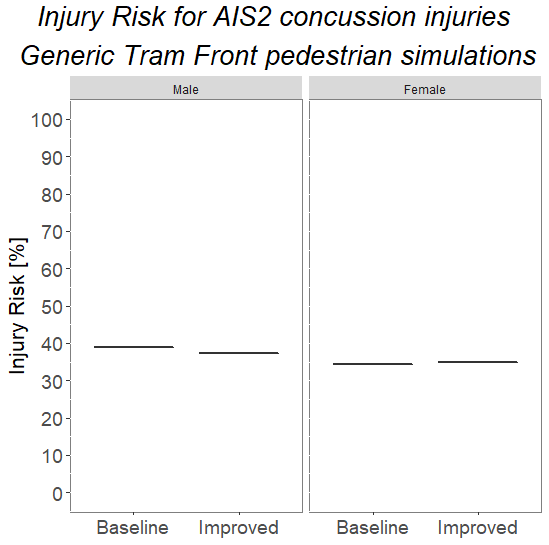 Injury Risk for AIS2 concussion injuries
Generic Tram Front pedestrian simulations
Male
Female
Injury Risk [%]
100
90
80
70
60
50
40
30
20
10
0
Baseline
Improved
Baseline
Improved